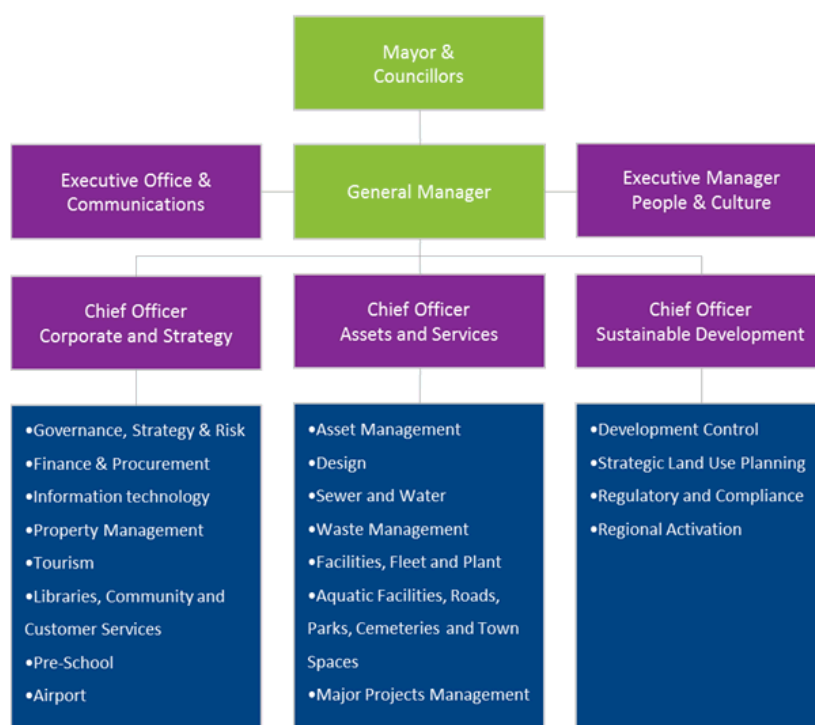 Mayor &
Councillors
Executive Office &
Communications
General Manager
Executive Manager
People & Culture
Chief Officer
Corporate and Strategy
Chief Officer
Assets and Services
Chief Officer
Sustainable Development
•Governance, Strategy & Risk
•Finance & Procurement
•Information technology
•Property Management
•Tourism
•Libraries, Community and
Customer Services
•Pre-School
•Airport
•Asset Management
•Design
•Sewer and Water
•Waste Management
•Facilities, Fleet and Plant
•Aquatic Facilities, Roads,
Parks, Cemeteries and Town
Spaces
•Major Projects Management
•Development Control
•Strategic Land Use Planning
•Regulatory and Compliance
•Regional Activation